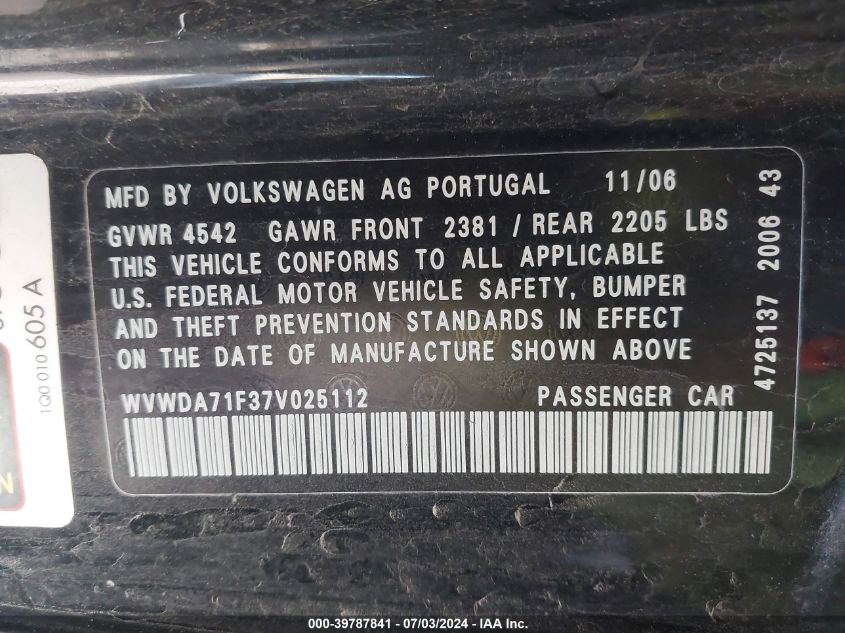 MFD BY VOLKSWAGEN AG PORTUGAL 11/06
GVWR 4542 GAWR FRONT 2381 / REAR 2205 LBS
THIS VEHICLE CONFORMS TO ALL APPLICABLE
U.S. FEDERAL MOTOR VEHICLE SAFETY, BUMPER
AND THEFT PREVENTION STANDARDS IN EFFECT
ON THE DATE OF MANUFACTURE SHOWN ABOVE
WVWDA71F37V025112 PASSENGER CAR
4725137 2006 43
1Q0 010 605 A
000-39787841 - 07/03/2024 - IAA Inc.